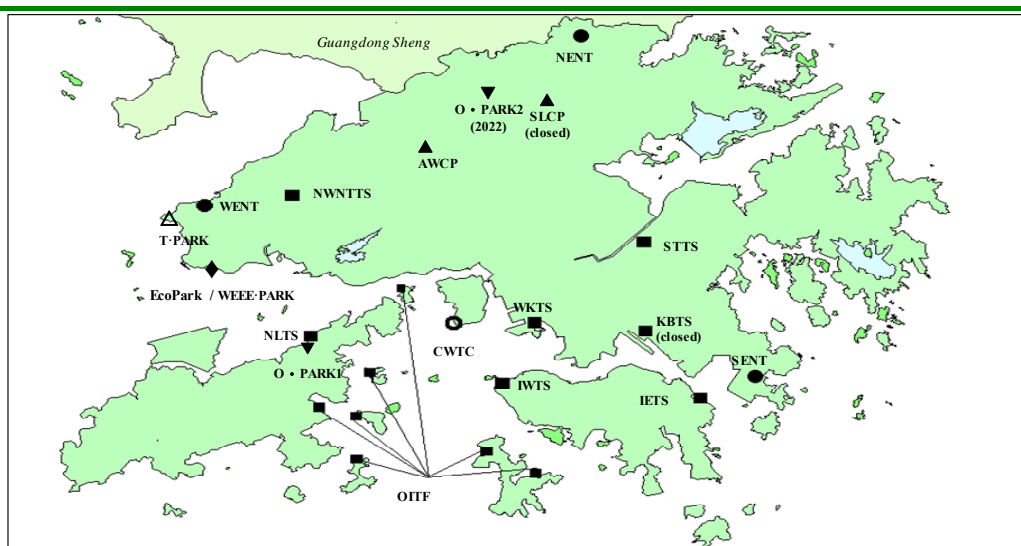 Guangdong Sheng
NENT
O • PARK2
(2022)
SLCP
(closed)
AWCP
NWNTTS
WENT
T·PARK
STTS
EcoPark / WEEE·PARK
WKTS
KBTS
(closed)
NLTS
CWTC
SENT
O • PARK1
IWTS
IETS
OITF